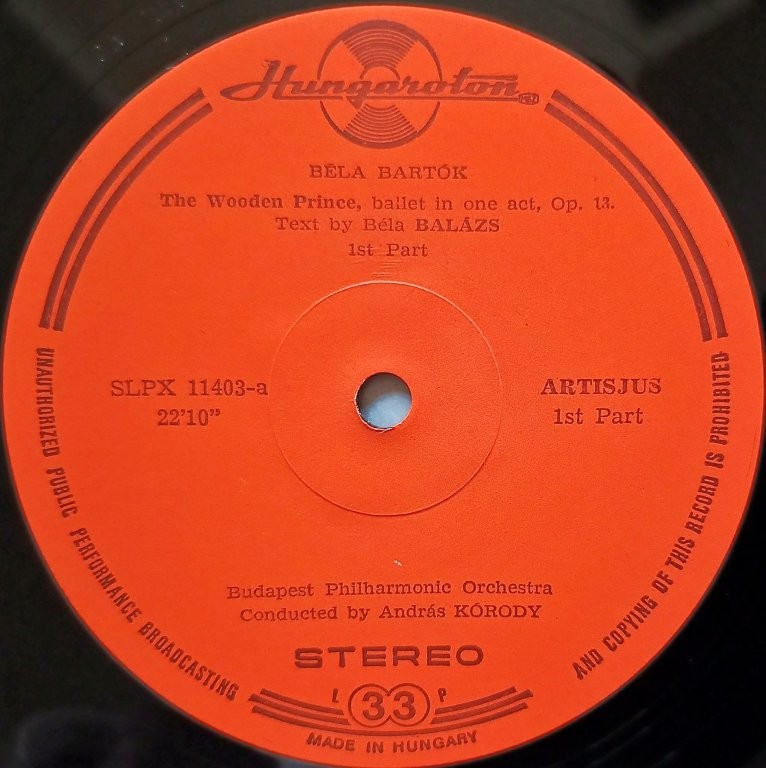 Hungaroton
BÉLA BARTÓK
The Wooden Prince, ballet in one act, Op. 13.
Text by Béla BALÁZS
1st Part
SLPX 11403-a
22'10”
ARTISJUS
1st Part
Budapest Philharmonic Orchestra
Conducted by András KÓRODY
STEREO
L 33 P
MADE IN HUNGARY
UNAUTHORIZED PUBLIC PERFORMANCE BROADCASTING
AND COPYING OF THIS RECORD IS PROHIBITED